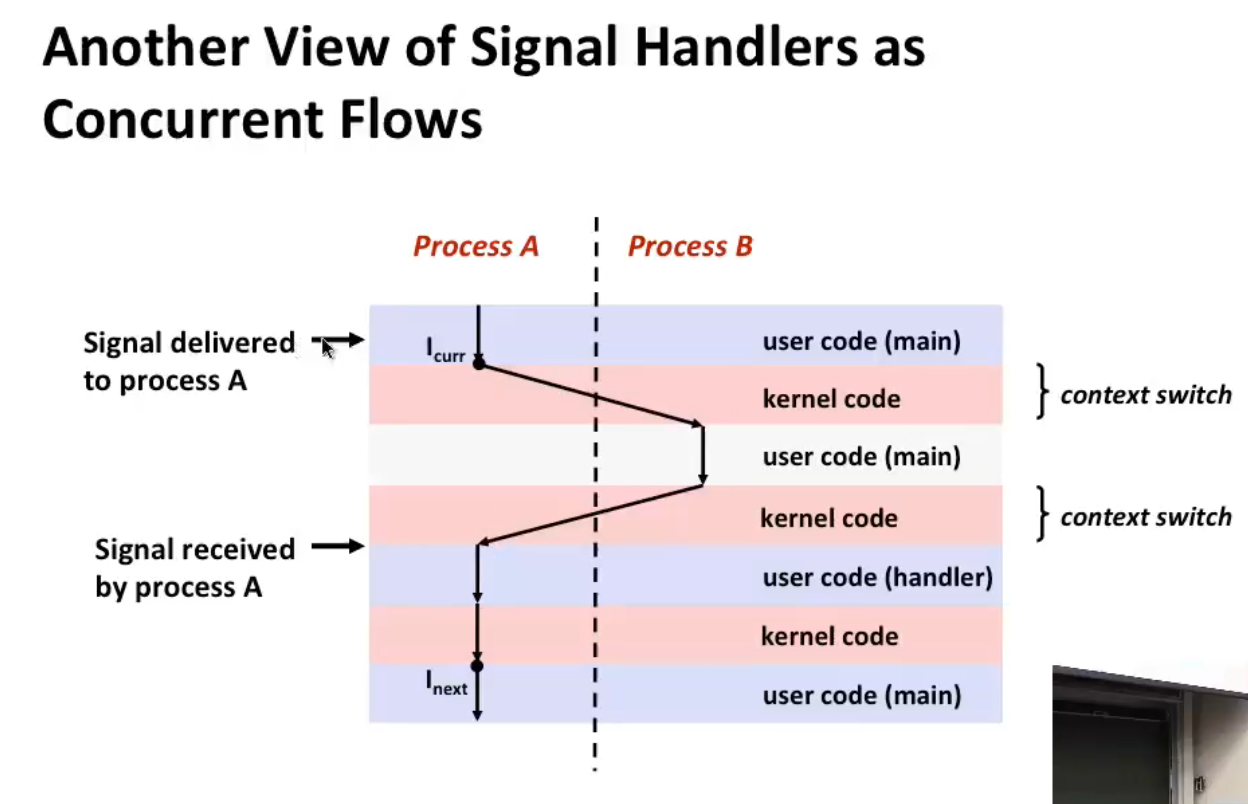 Another View of Signal Handlers as
Concurrent Flows
Process A
Process B
Signal delivered
to process A
I curr
user code (main)
kernel code
context switch
user code (main)
kernel code
context switch
Signal received
by process A
user code (handler)
kernel code
I next
user code (main)